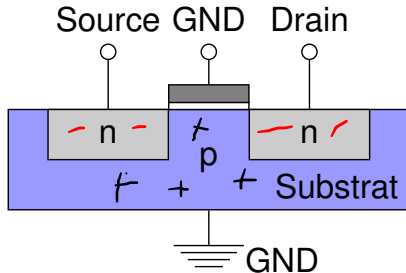 Source GND Drain
- n - - n -
+ p
+ + + Substrat
GND